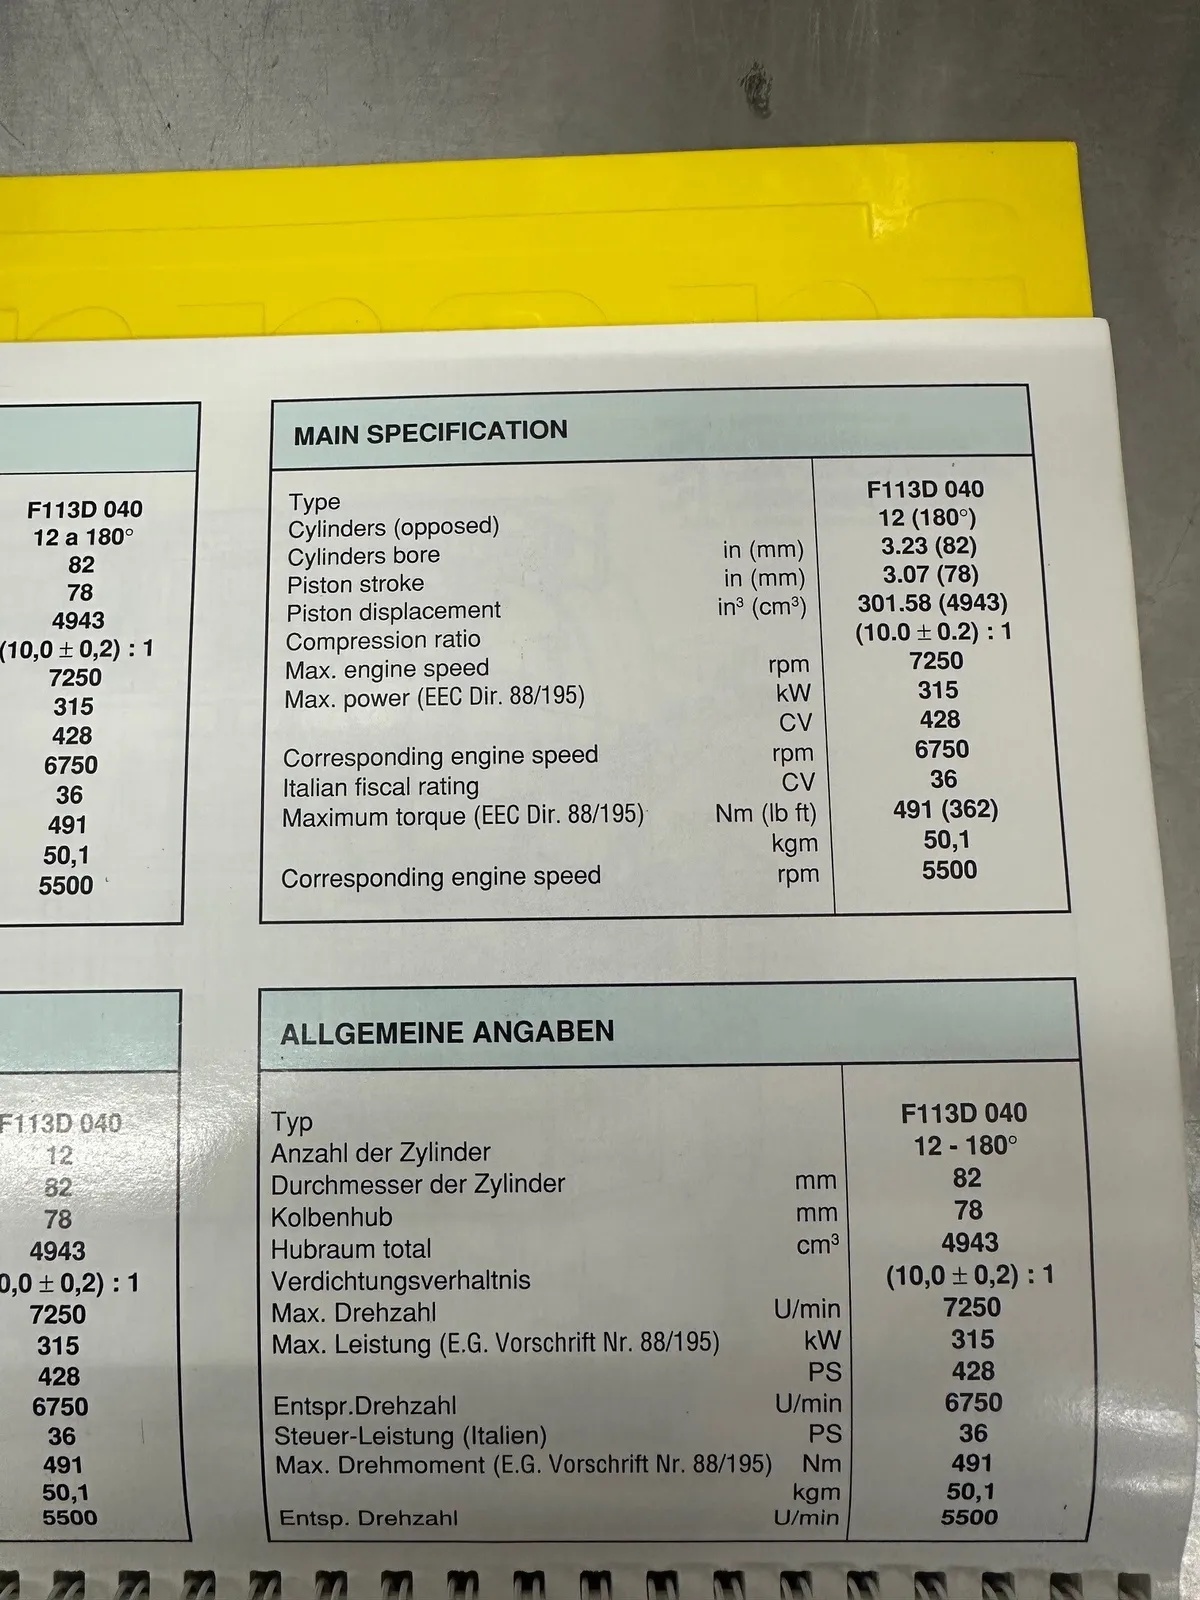 F113D 040
12 a 180°
82
78
4943
(10,0 ± 0,2) : 1
7250
315
428
6750
36
491
50,1
5500
MAIN SPECIFICATION
Type F113D 040
Cylinders (opposed) 12 (180°)
Cylinders bore in (mm) 3.23 (82)
Piston stroke in (mm) 3.07 (78)
Piston displacement in³ (cm³) 301.58 (4943)
Compression ratio (10.0 ± 0.2) : 1
Max. engine speed rpm 7250
Max. power (EEC Dir. 88/195) kW 315
CV 428
Corresponding engine speed rpm 6750
Italian fiscal rating CV 36
Maximum torque (EEC Dir. 88/195) Nm (lb ft) 491 (362)
kgm 50,1
Corresponding engine speed rpm 5500
F113D 040
12
82
78
4943
0,0 ± 0,2) : 1
7250
315
428
6750
36
491
50,1
5500
ALLGEMEINE ANGABEN
Typ F113D 040
Anzahl der Zylinder 12 - 180°
Durchmesser der Zylinder mm 82
Kolbenhub mm 78
Hubraum total cm³ 4943
Verdichtungsverhaltnis (10,0 ± 0,2) : 1
Max. Drehzahl U/min 7250
Max. Leistung (E.G. Vorschrift Nr. 88/195) kW 315
PS 428
Entspr.Drehzahl U/min 6750
Steuer-Leistung (Italien) PS 36
Max. Drehmoment (E.G. Vorschrift Nr. 88/195) Nm 491
kgm 50,1
Entsp. Drehzahl U/min 5500